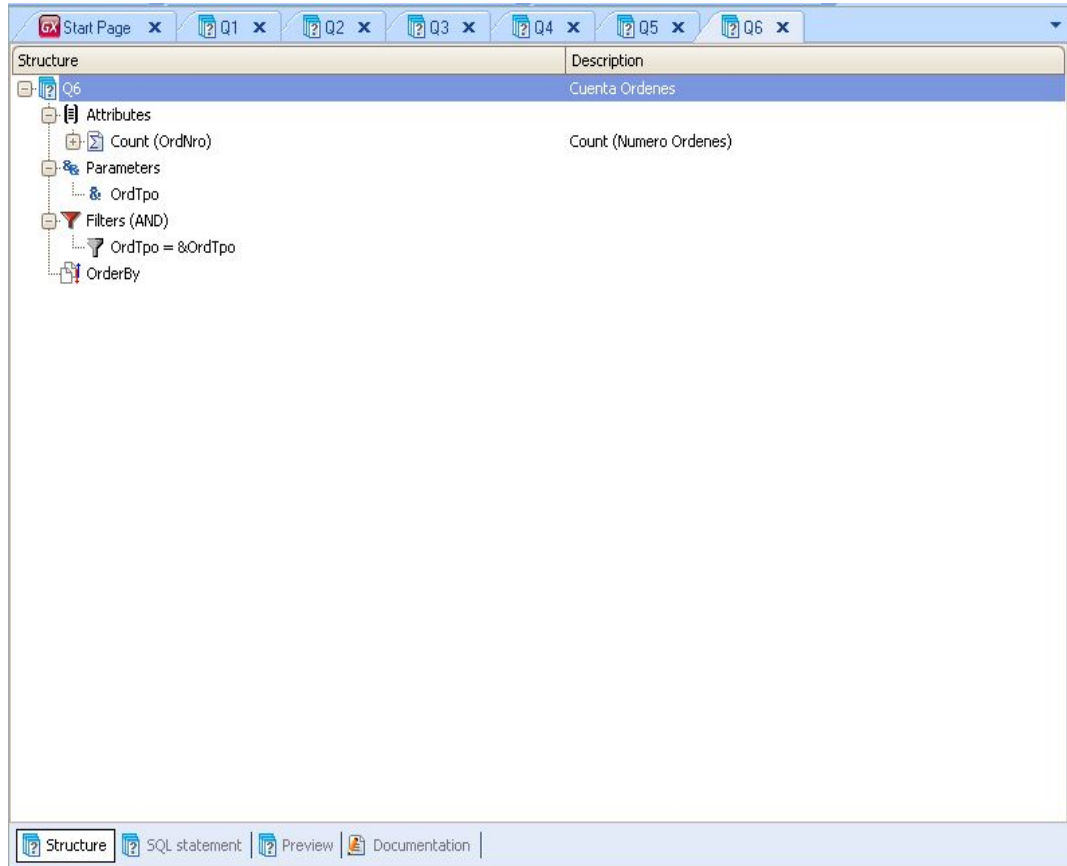 GX Start Page x Q1 x Q2 x Q3 x Q4 x Q5 x Q6 x
Structure Description
Q6 Cuenta Ordenes
Attributes
Count (OrdNro) Count (Numero Ordenes)
Parameters
OrdTpo
Filters (AND)
OrdTpo = &OrdTpo
OrderBy
Structure SQL statement Preview Documentation